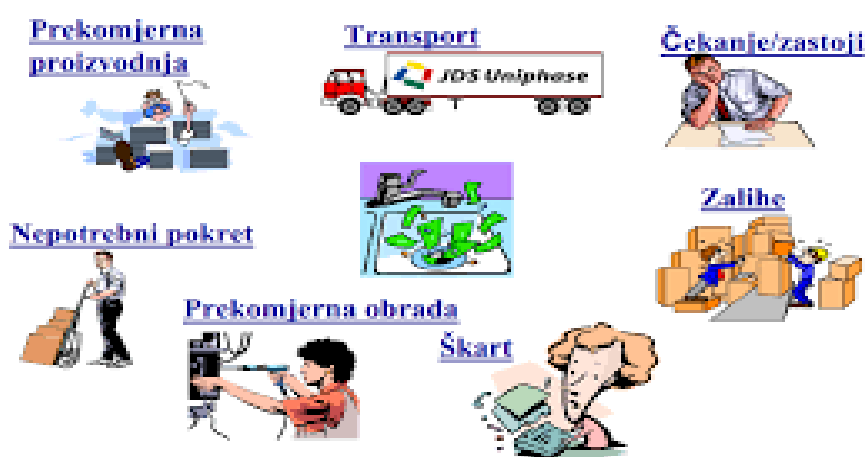 Prekomjerna
proizvodnja
Transport
Čekanje/zastoji
JDS Uniphase
Zalihe
Nepotrebni pokret
Prekomjerna obrada
Škart